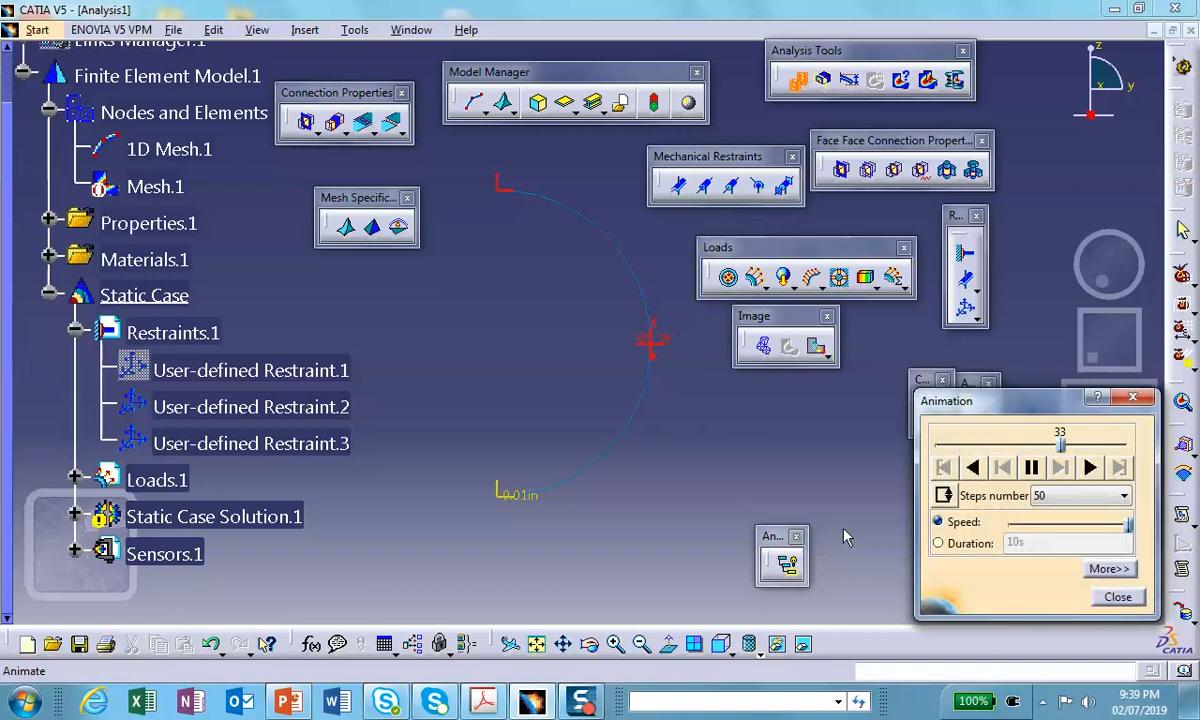 CATIA V5 - [Analysis1]
Start ENOVIA V5 VPM File Edit View Insert Tools Window Help
Links Manager.1
Finite Element Model.1
Nodes and Elements
1D Mesh.1
Mesh.1
Properties.1
Materials.1
Static Case
Restraints.1
User-defined Restraint.1
User-defined Restraint.2
User-defined Restraint.3
Loads.1
Static Case Solution.1
Sensors.1
Connection Properties
Model Manager
Analysis Tools
Mesh Specific...
Mechanical Restraints
Face Face Connection Propert...
R...
Loads
Image
C...
A...
An...
z
x
y
0.01in
Animation
33
Steps number 50
Speed:
Duration: 10s
More>>
Close
Animate
CATIA
100%
9:39 PM
02/07/2019